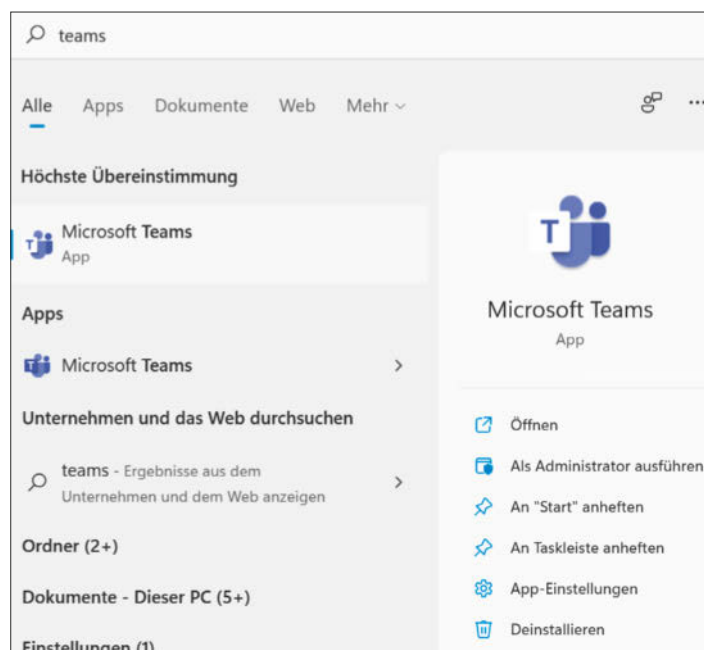 teams
Alle Apps Dokumente Web Mehr
Höchste Übereinstimmung
Microsoft Teams
App
Apps
Microsoft Teams
Unternehmen und das Web durchsuchen
teams - Ergebnisse aus dem
Unternehmen und dem Web anzeigen
Ordner (2+)
Dokumente - Dieser PC (5+)
Einstellungen (1)
T
Microsoft Teams
App
Öffnen
Als Administrator ausführen
An "Start" anheften
An Taskleiste anheften
App-Einstellungen
Deinstallieren